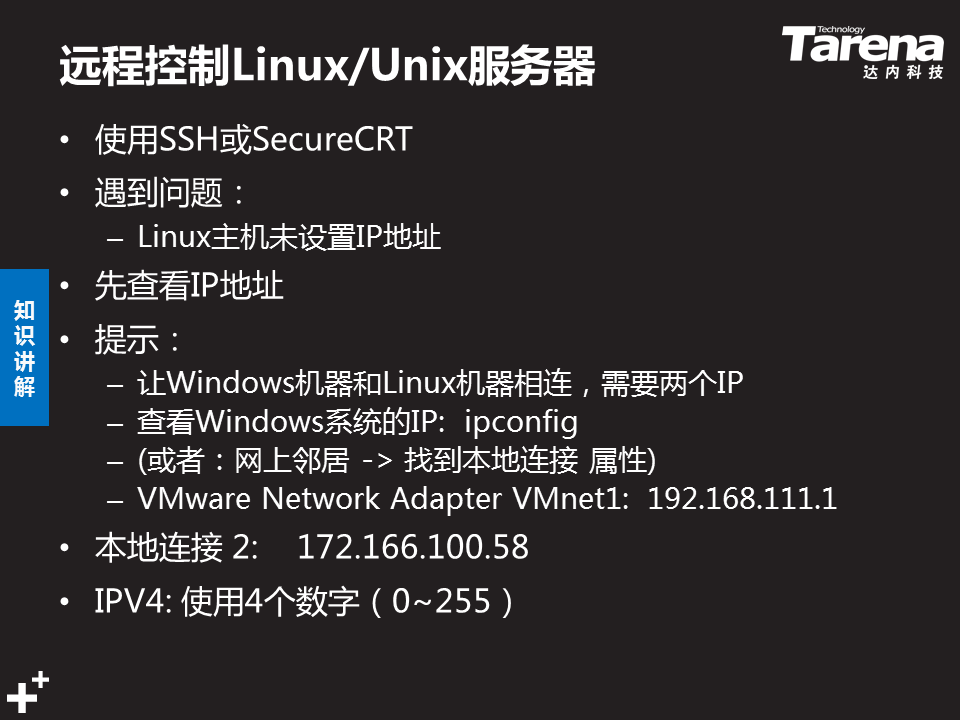 远程控制Linux/Unix服务器
Technology
Tarena
达内科技
• 使用SSH或SecureCRT
• 遇到问题：
– Linux主机未设置IP地址
• 先查看IP地址
• 提示：
– 让Windows机器和Linux机器相连，需要两个IP
– 查看Windows系统的IP: ipconfig
– (或者：网上邻居 -> 找到本地连接 属性)
– VMware Network Adapter VMnet1: 192.168.111.1
• 本地连接 2: 172.166.100.58
• IPV4: 使用4个数字（0~255）
知
识
讲
解